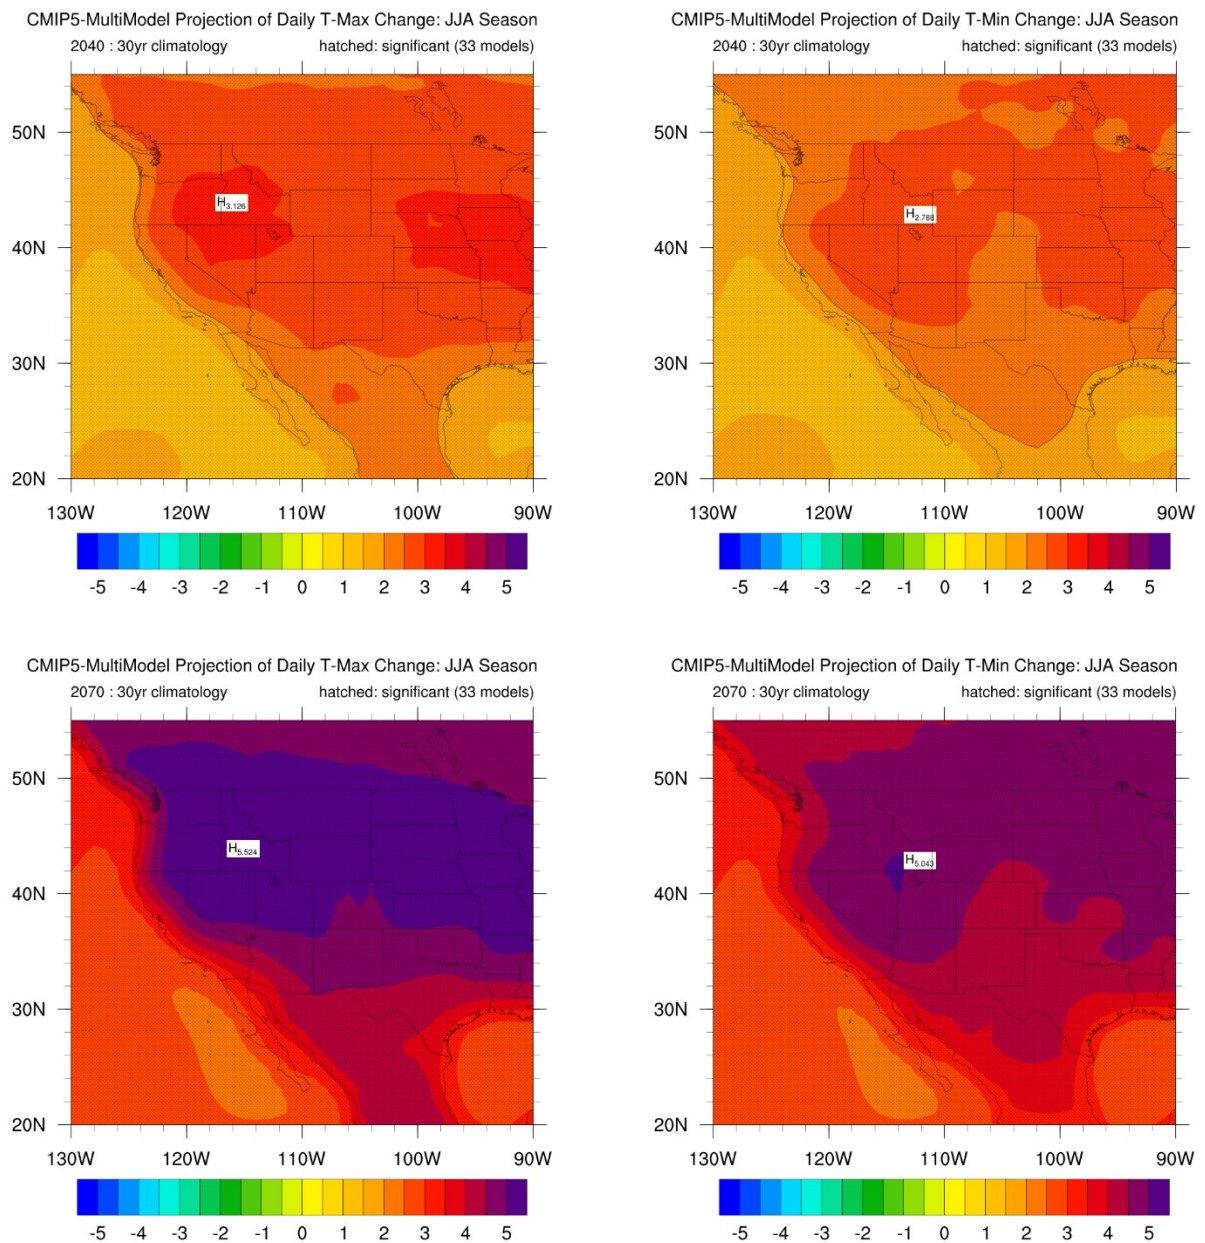 CMIP5-MultiModel Projection of Daily T-Max Change: JJA Season
2040 : 30yr climatology hatched: significant (33 models)
50N
40N
30N
20N
H3.126
130W 120W 110W 100W 90W
-5 -4 -3 -2 -1 0 1 2 3 4 5
CMIP5-MultiModel Projection of Daily T-Min Change: JJA Season
2040 : 30yr climatology hatched: significant (33 models)
50N
40N
30N
20N
H2.788
130W 120W 110W 100W 90W
-5 -4 -3 -2 -1 0 1 2 3 4 5
CMIP5-MultiModel Projection of Daily T-Max Change: JJA Season
2070 : 30yr climatology hatched: significant (33 models)
50N
40N
30N
20N
H5.524
130W 120W 110W 100W 90W
-5 -4 -3 -2 -1 0 1 2 3 4 5
CMIP5-MultiModel Projection of Daily T-Min Change: JJA Season
2070 : 30yr climatology hatched: significant (33 models)
50N
40N
30N
20N
H5.043
130W 120W 110W 100W 90W
-5 -4 -3 -2 -1 0 1 2 3 4 5